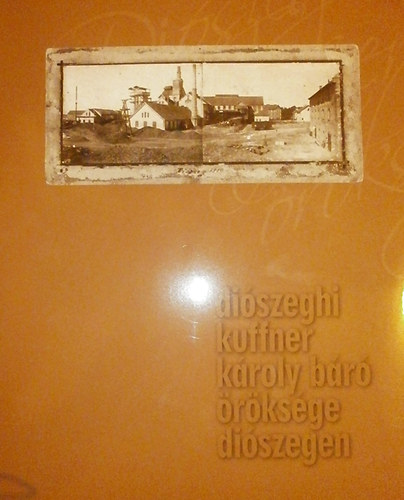 diószeghi
kuffner
károly báró
öröksége
diószegen